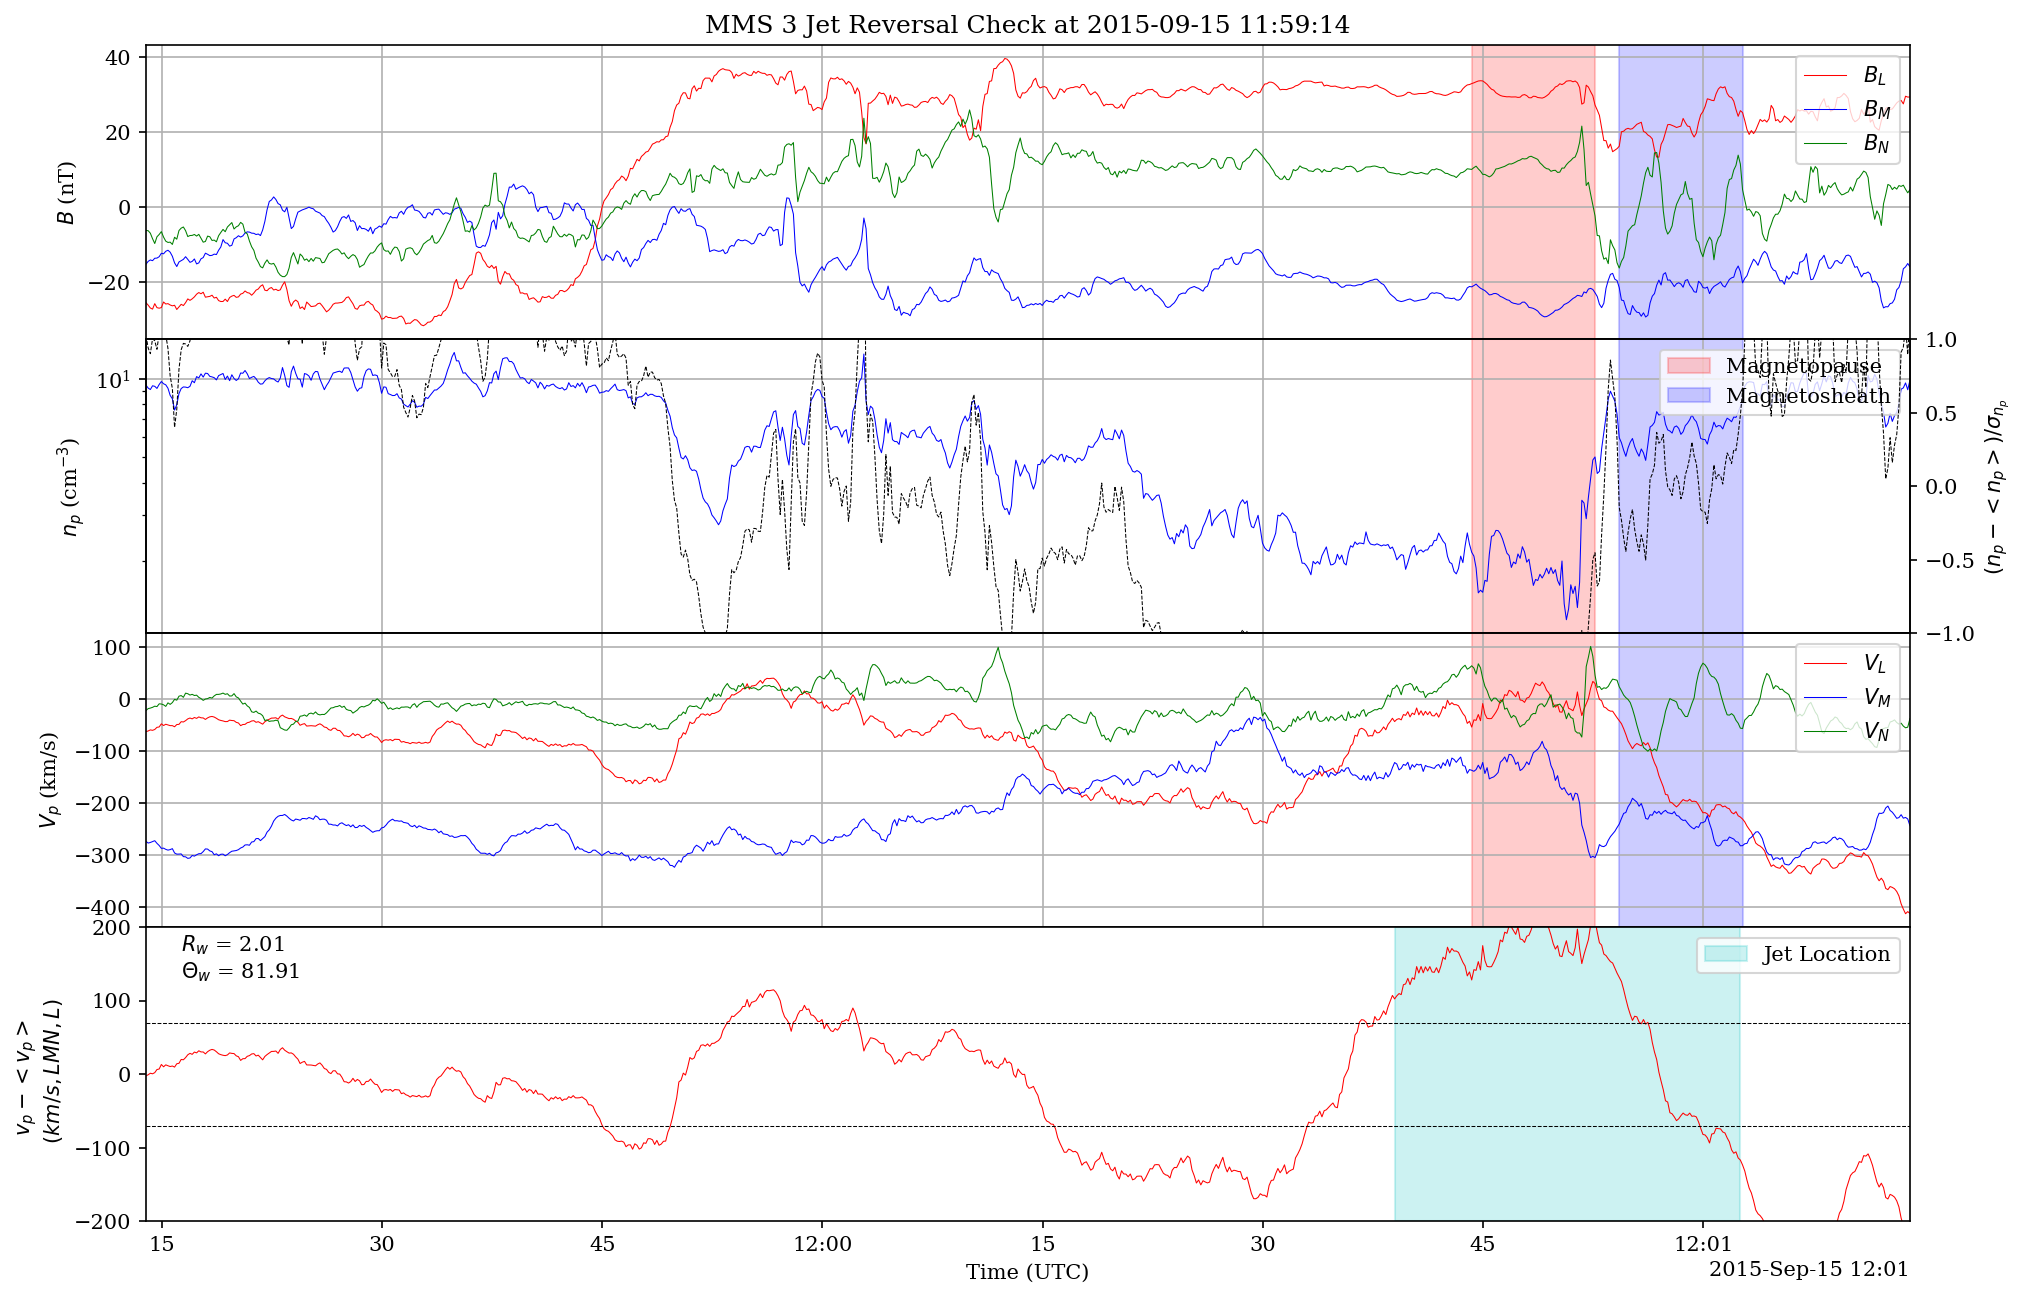 MMS 3 Jet Reversal Check at 2015-09-15 11:59:14
40
20
0
−20
B (nT)
B_L
B_M
B_N
10^1
n_p (cm^{-3})
Magnetopause
Magnetosheath
1.0
0.5
0.0
−0.5
−1.0
(n_p − < n_p >)/σ_{n_p}
100
0
−100
−200
−300
−400
V_p (km/s)
V_L
V_M
V_N
200
100
0
−100
−200
v_p − < v_p >
(km/s, LMN, L)
R_w = 2.01
Θ_w = 81.91
Jet Location
15 30 45 12:00 15 30 45 12:01
Time (UTC)
2015-Sep-15 12:01